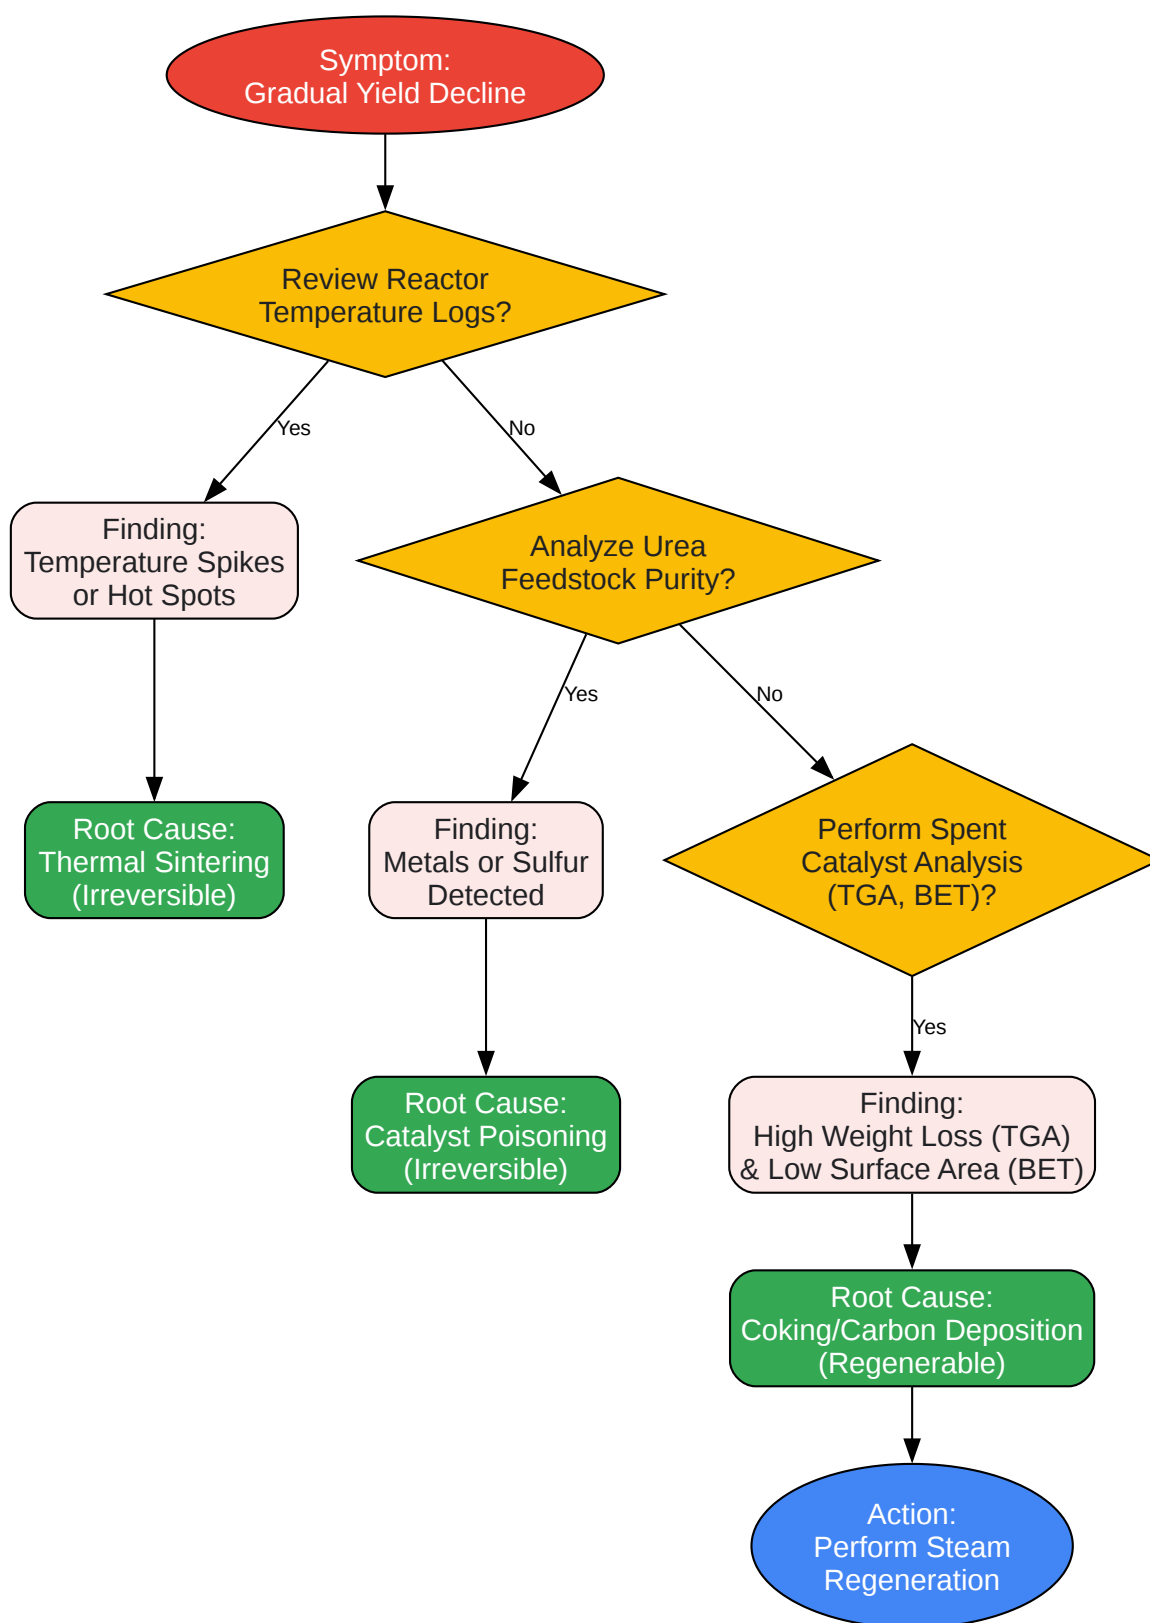 Symptom:
Gradual Yield Decline
Review Reactor
Temperature Logs?
Yes
No
Finding:
Temperature Spikes
or Hot Spots
Analyze Urea
Feedstock Purity?
Yes
No
Root Cause:
Thermal Sintering
(Irreversible)
Finding:
Metals or Sulfur
Detected
Perform Spent
Catalyst Analysis
(TGA, BET)?
Yes
Root Cause:
Catalyst Poisoning
(Irreversible)
Finding:
High Weight Loss (TGA)
& Low Surface Area (BET)
Root Cause:
Coking/Carbon Deposition
(Regenerable)
Action:
Perform Steam
Regeneration